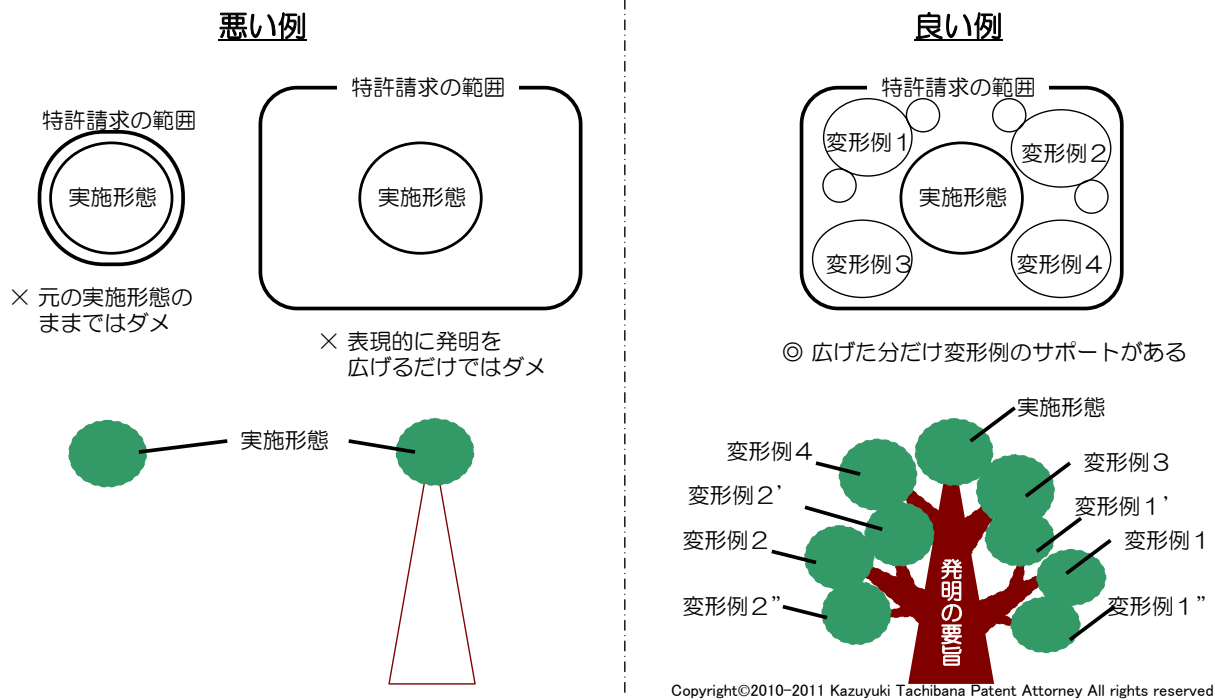 悪い例
特許請求の範囲
実施形態
× 元の実施形態の
ままではダメ
特許請求の範囲
実施形態
× 表現的に発明を
広げるだけではダメ
実施形態
良い例
特許請求の範囲
変形例1
変形例2
実施形態
変形例3
変形例4
◎ 広げた分だけ変形例のサポートがある
実施形態
変形例4
変形例3
変形例2'
変形例1'
変形例2
変形例1
変形例2”
変形例1”
発明の要旨
Copyright©2010-2011 Kazuyuki Tachibana Patent Attorney All rights reserved